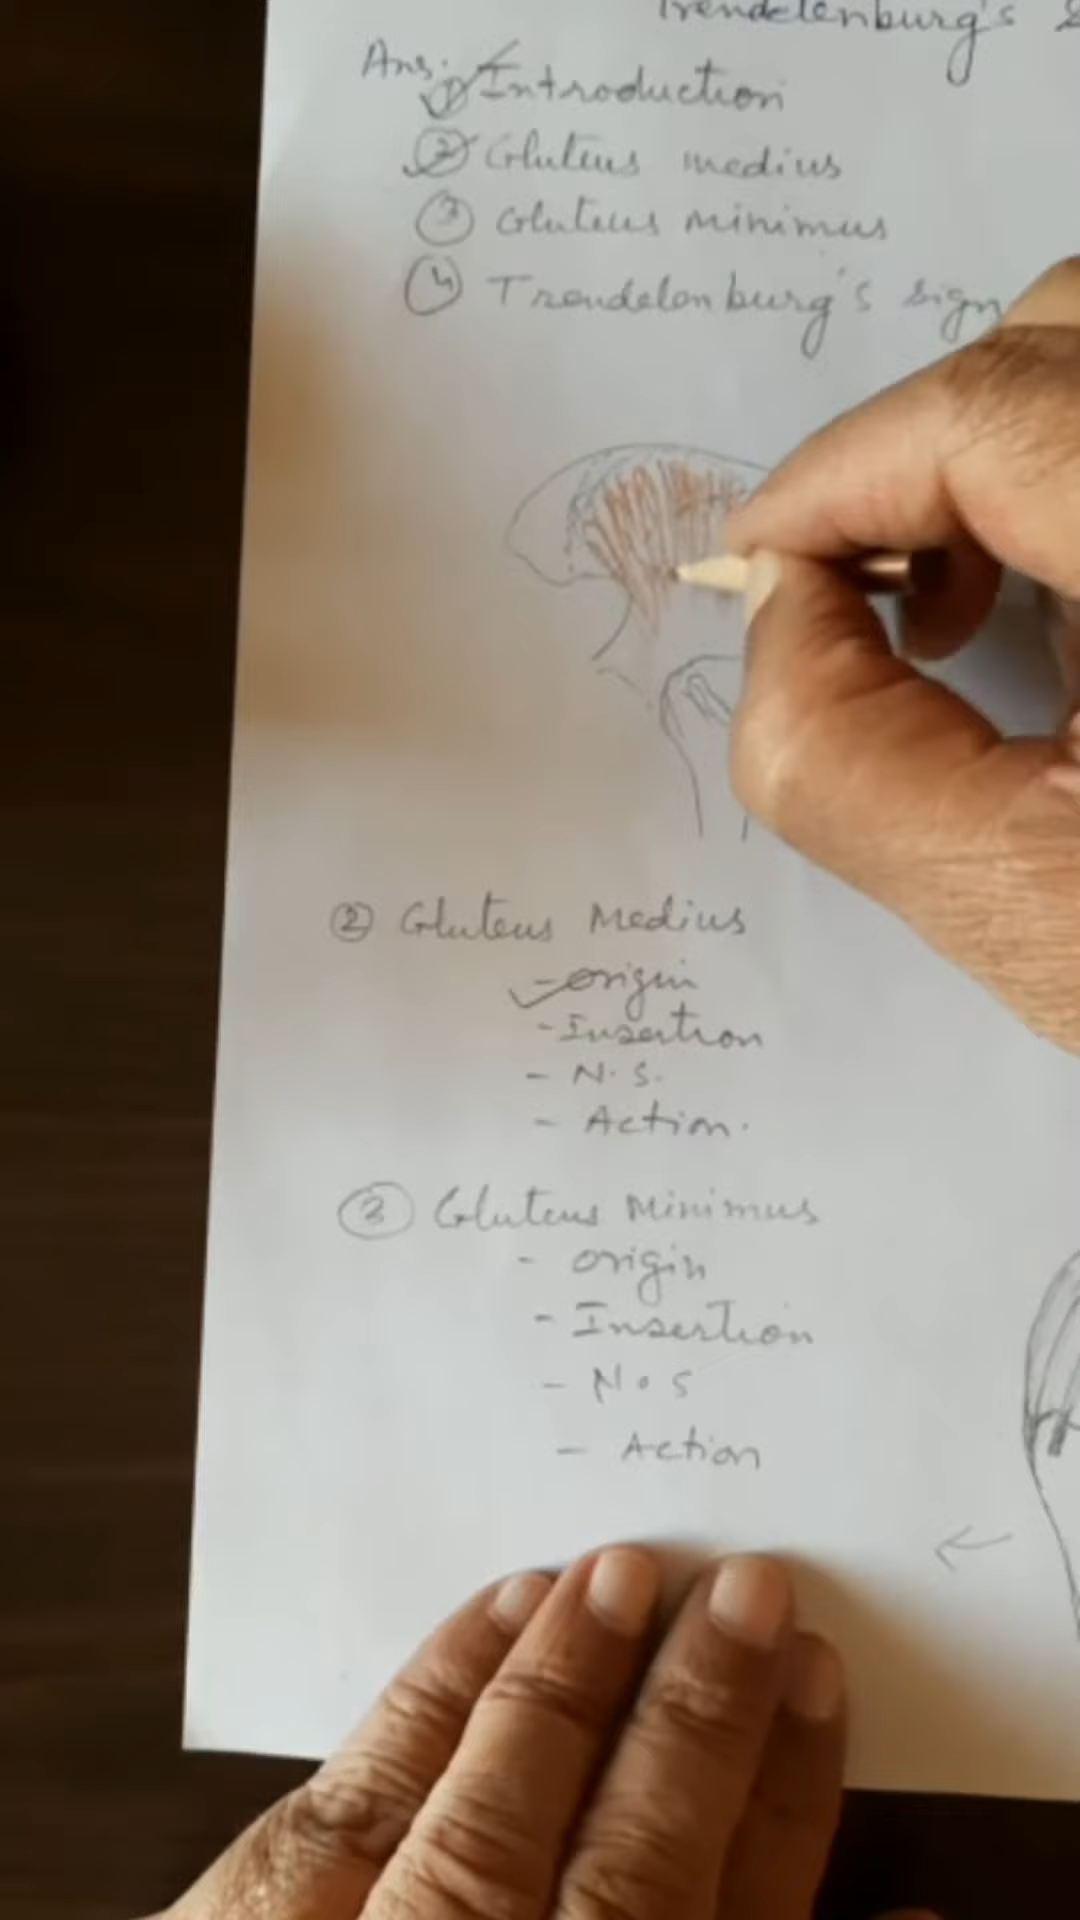 Trendelenburg's
Ans:
① Introduction
② Gluteus medius
③ Gluteus minimus
④ Trendelenburg's sign
② Gluteus Medius
- origin
- Insertion
- N.S.
- Action.
③ Gluteus Minimus
- origin
- Insertion
- N.S
- Action